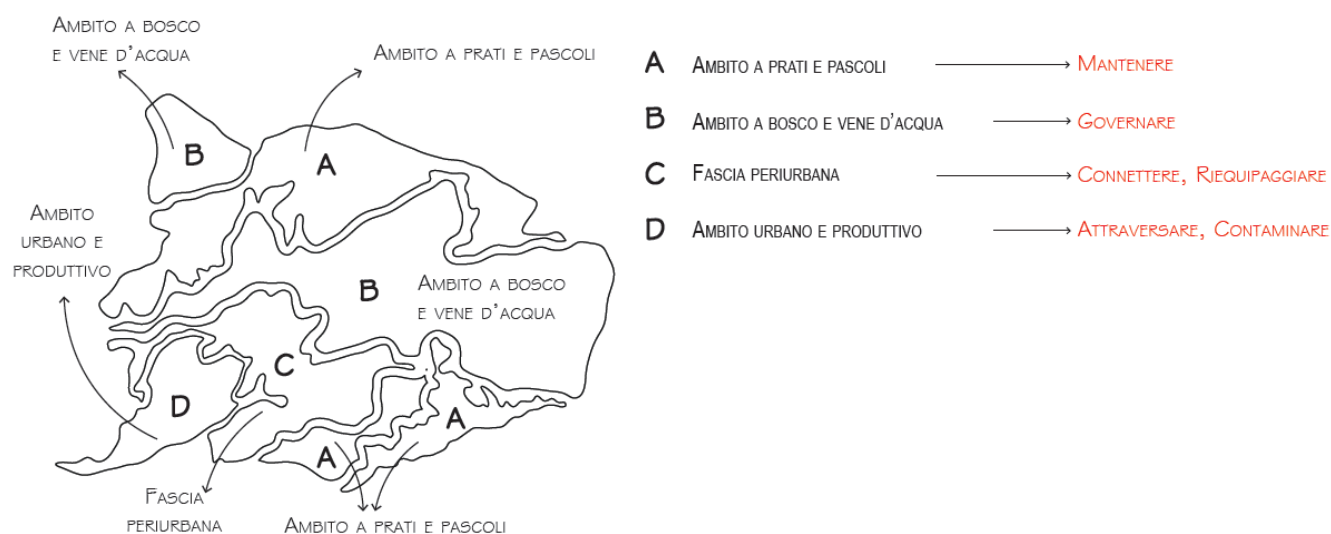 Ambito a bosco
e vene d'acqua
Ambito a prati e pascoli
B
A
Ambito
urbano e
produttivo
B
Ambito a bosco
e vene d'acqua
C
D
A
A
Fascia
periurbana
Ambito a prati e pascoli
A Ambito a prati e pascoli Mantenere
B Ambito a bosco e vene d'acqua Governare
C Fascia periurbana Connettere, Riequipaggiare
D Ambito urbano e produttivo Attraversare, Contaminare